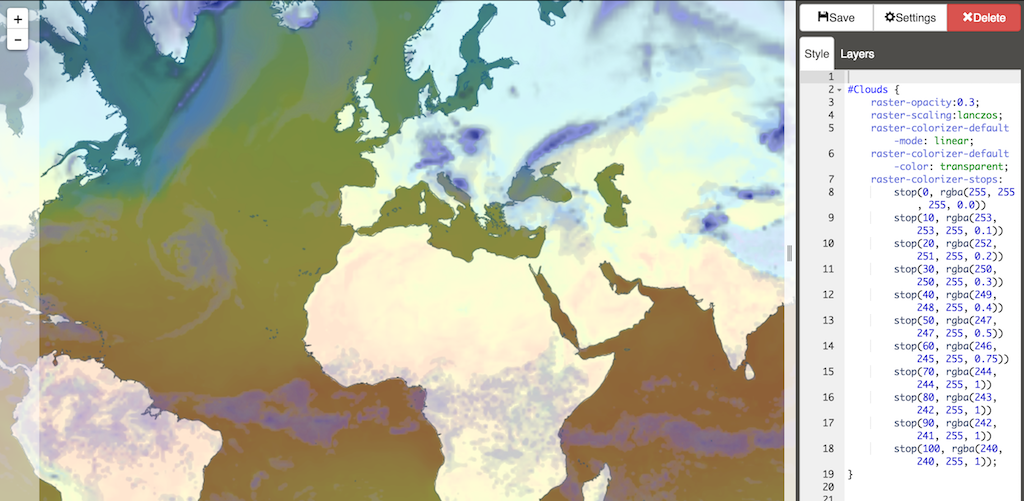 +
−
Save
Settings
Delete
Style
Layers
1
2 #Clouds {
3 raster-opacity:0.3;
4 raster-scaling:lanczos;
5 raster-colorizer-default
-mode: linear;
6 raster-colorizer-default
-color: transparent;
7 raster-colorizer-stops:
8 stop(0, rgba(255, 255
, 255, 0.0))
9 stop(10, rgba(253,
253, 255, 0.1))
10 stop(20, rgba(252,
251, 255, 0.2))
11 stop(30, rgba(250,
250, 255, 0.3))
12 stop(40, rgba(249,
248, 255, 0.4))
13 stop(50, rgba(247,
247, 255, 0.5))
14 stop(60, rgba(246,
245, 255, 0.75))
15 stop(70, rgba(244,
244, 255, 1))
16 stop(80, rgba(243,
242, 255, 1))
17 stop(90, rgba(242,
241, 255, 1))
18 stop(100, rgba(240,
240, 255, 1));
19 }
20
21